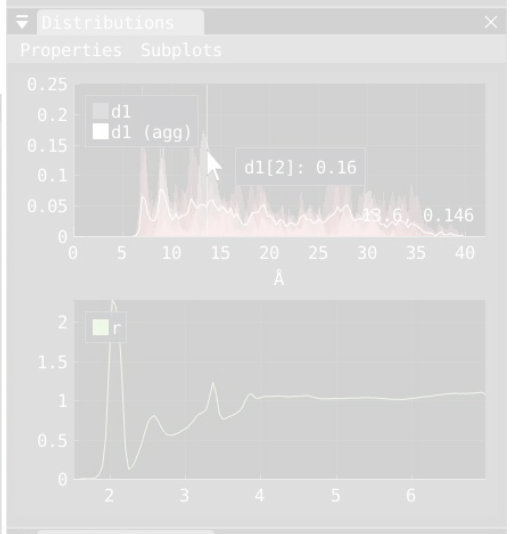 Distributions
Properties Subplots
0.25
0.2
0.15
0.1
0.05
0
d1
d1 (agg)
d1[2]: 0.16
13.6, 0.146
0 5 10 15 20 25 30 35 40
Å
2
1.5
1
0.5
0
r
2 3 4 5 6